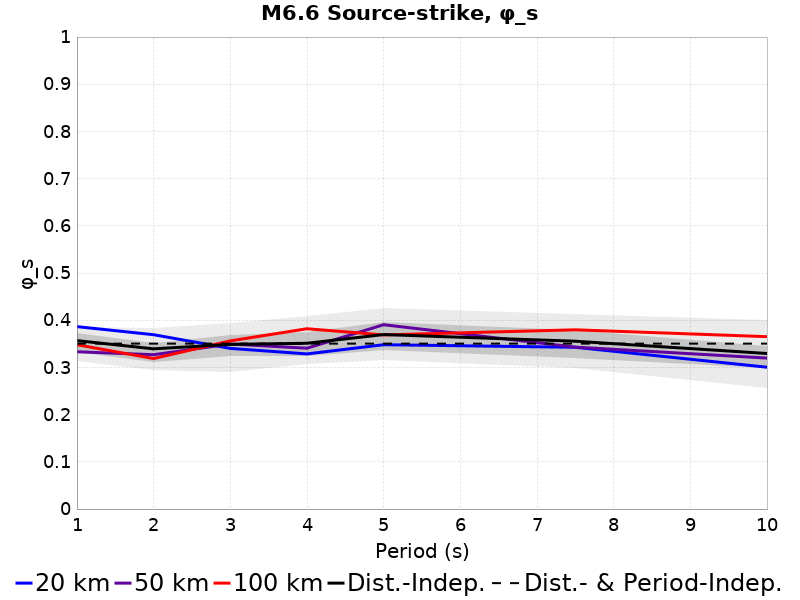 M6.6 Source-strike, φ_s
1
0.9
0.8
0.7
0.6
0.5
0.4
0.3
0.2
0.1
0
φ_s
1 2 3 4 5 6 7 8 9 10
Period (s)
20 km 50 km 100 km Dist.-Indep. Dist.- & Period-Indep.